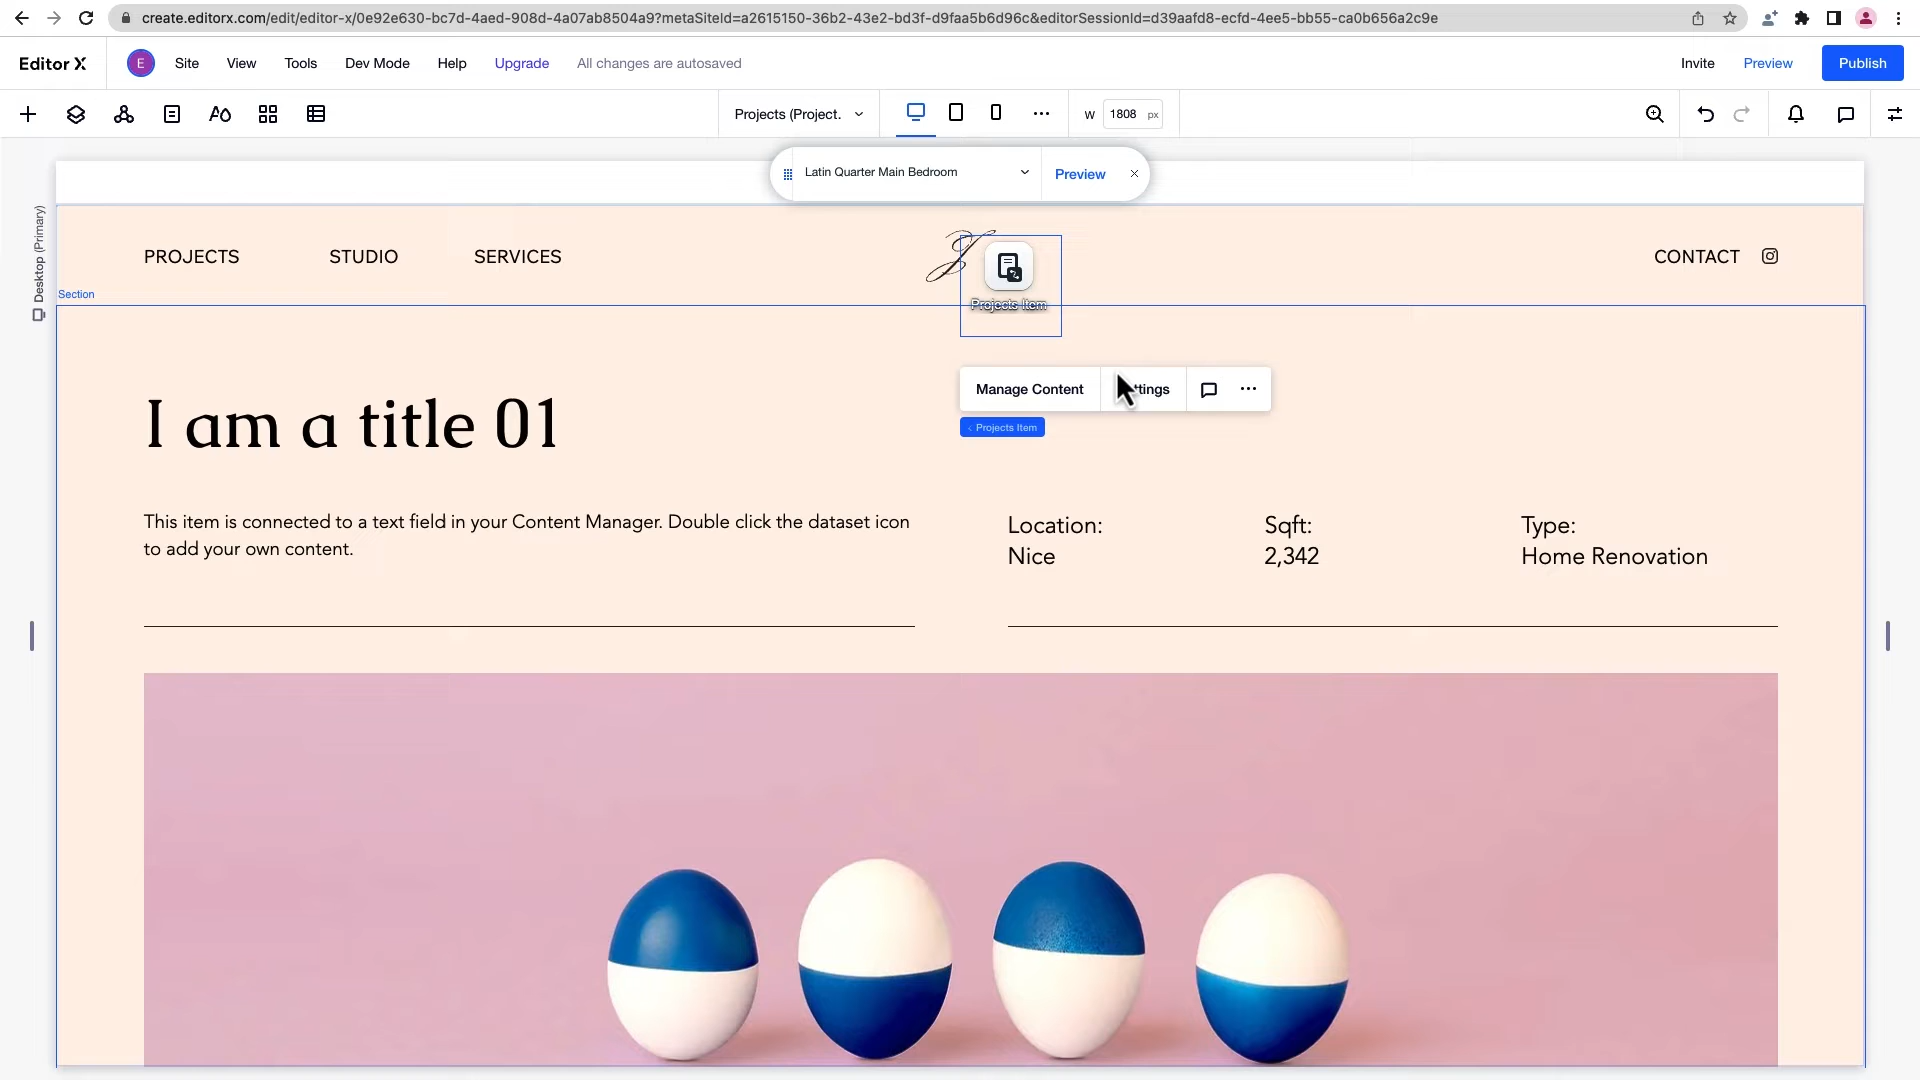 create.editorx.com/edit/editor-x/0e92e630-bc7d-4aed-908d-4a07ab8504a9?metaSiteId=a2615150-36b2-43e2-bd3f-d9faa5b6d96c&editorSessionId=d39aafd8-ecfd-4ee5-bb55-ca0b656a2c9e
Editor X
E
Site
View
Tools
Dev Mode
Help
Upgrade
All changes are autosaved
Invite
Preview
Publish
Projects (Project.
W
1808
px
Latin Quarter Main Bedroom
Preview
Desktop (Primary)
PROJECTS
STUDIO
SERVICES
CONTACT
Section
Projects Item
Manage Content
Projects Item
I am a title 01
This item is connected to a text field in your Content Manager. Double click the dataset icon
to add your own content.
Location:
Nice
Sqft:
2,342
Type:
Home Renovation